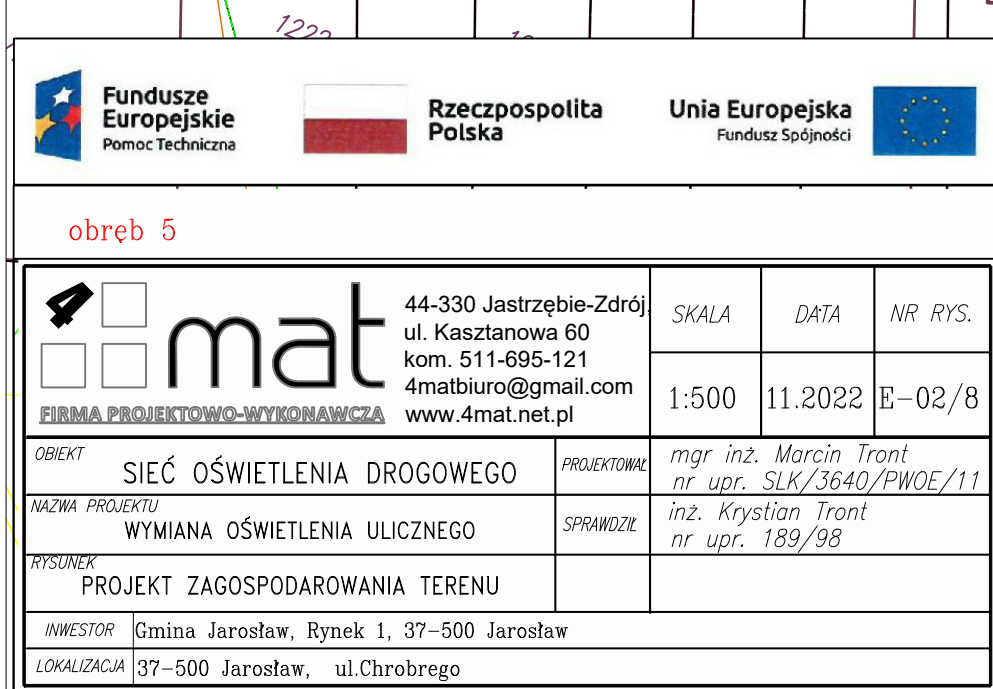 1222
Fundusze
Europejskie
Pomoc Techniczna
Rzeczpospolita
Polska
Unia Europejska
Fundusz Spójności
obręb 5
4 mat
FIRMA PROJEKTOWO-WYKONAWCZA
44-330 Jastrzębie-Zdrój,
ul. Kasztanowa 60
kom. 511-695-121
4matbiuro@gmail.com
www.4mat.net.pl
SKALA
DATA
NR RYS.
1:500
11.2022
E-02/8
OBIEKT
SIEĆ OŚWIETLENIA DROGOWEGO
PROJEKTOWAŁ
mgr inż. Marcin Tront
nr upr. SLK/3640/PWOE/11
NAZWA PROJEKTU
WYMIANA OŚWIETLENIA ULICZNEGO
SPRAWDZIŁ
inż. Krystian Tront
nr upr. 189/98
RYSUNEK
PROJEKT ZAGOSPODAROWANIA TERENU
INWESTOR
Gmina Jarosław, Rynek 1, 37-500 Jarosław
LOKALIZACJA
37-500 Jarosław, ul.Chrobrego